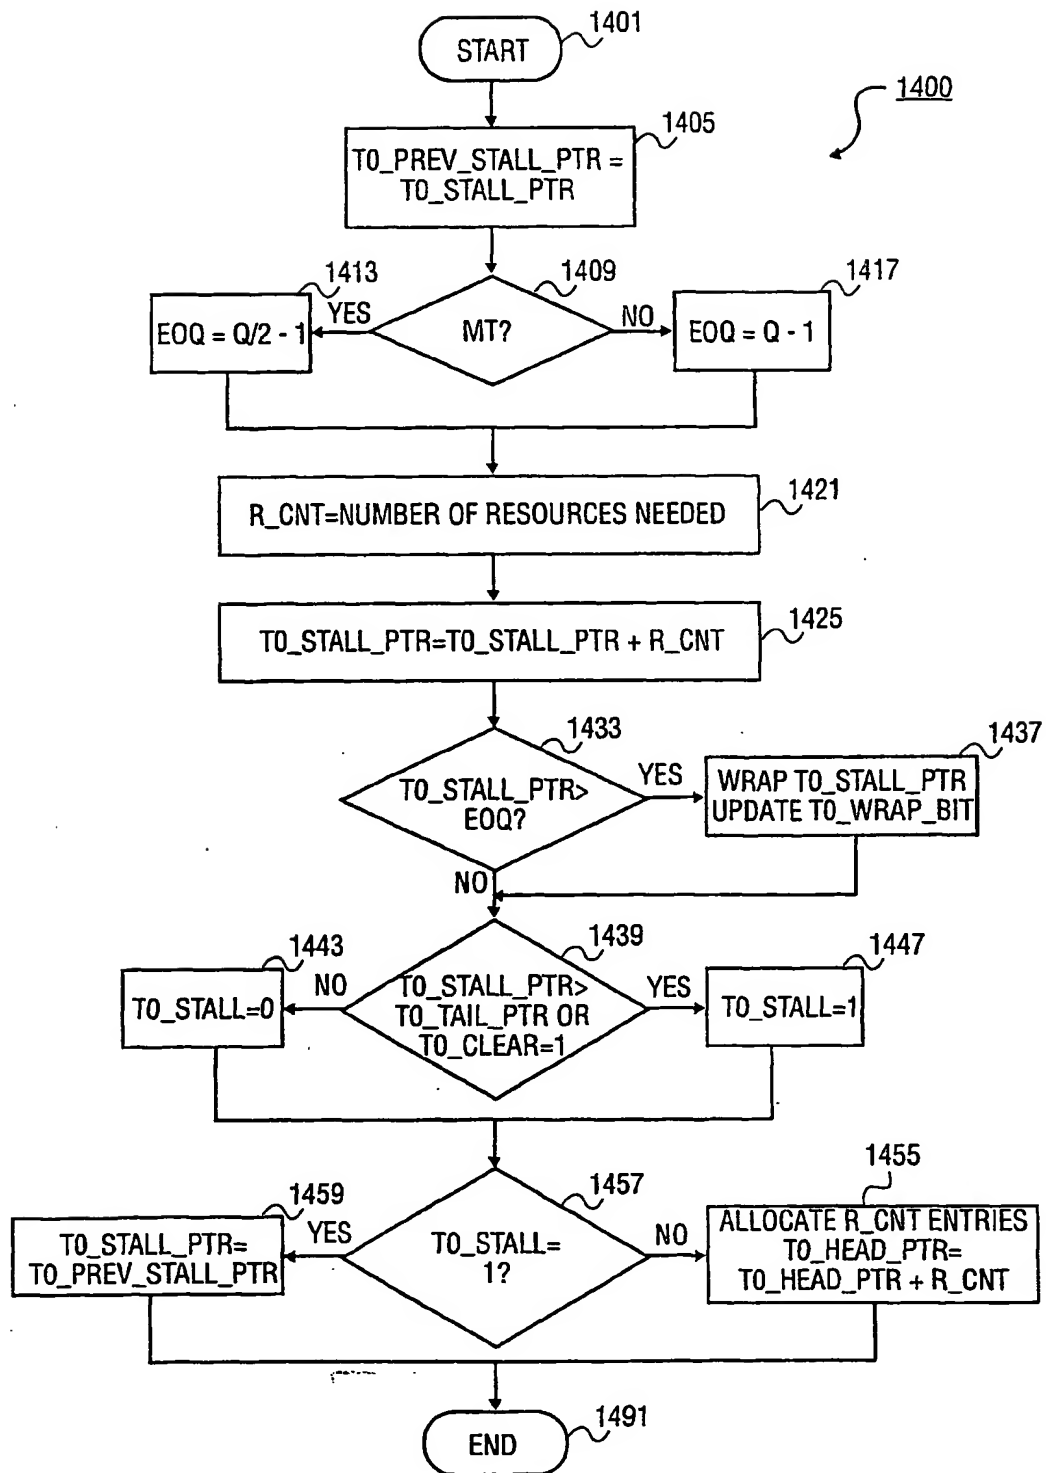 START
1401
1400
1405
T0_PREV_STALL_PTR =
T0_STALL_PTR
1413
1409
1417
EOQ = Q/2 - 1
YES
MT?
NO
EOQ = Q - 1
R_CNT=NUMBER OF RESOURCES NEEDED
1421
T0_STALL_PTR=T0_STALL_PTR + R_CNT
1425
1433
1437
T0_STALL_PTR>
EOQ?
YES
WRAP T0_STALL_PTR
UPDATE T0_WRAP_BIT
NO
1443
1439
1447
T0_STALL=0
NO
T0_STALL_PTR>
T0_TAIL_PTR OR
T0_CLEAR=1
YES
T0_STALL=1
1459
1457
1455
T0_STALL_PTR=
T0_PREV_STALL_PTR
YES
T0_STALL=
1?
NO
ALLOCATE R_CNT ENTRIES
T0_HEAD_PTR=
T0_HEAD_PTR + R_CNT
END
1491